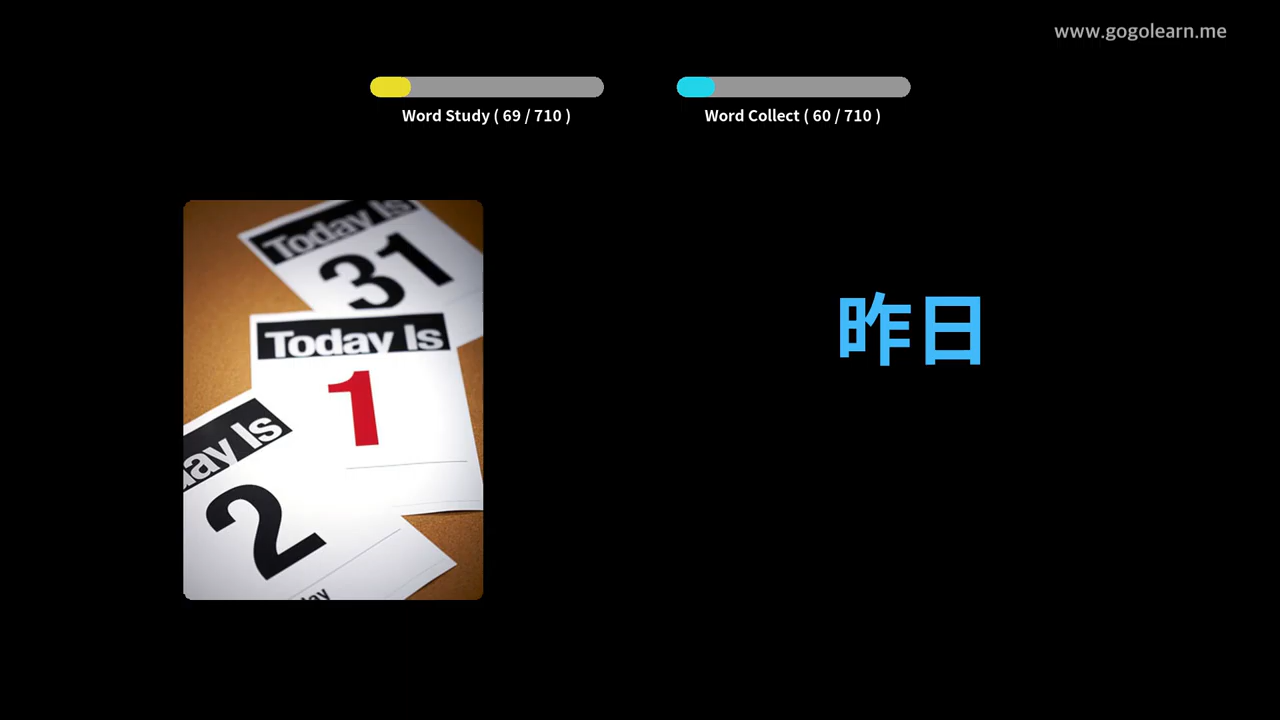 www.gogolearn.me
Word Study ( 69 / 710 )
Word Collect ( 60 / 710 )
Today Is
31
Today Is
1
ay Is
2
昨日